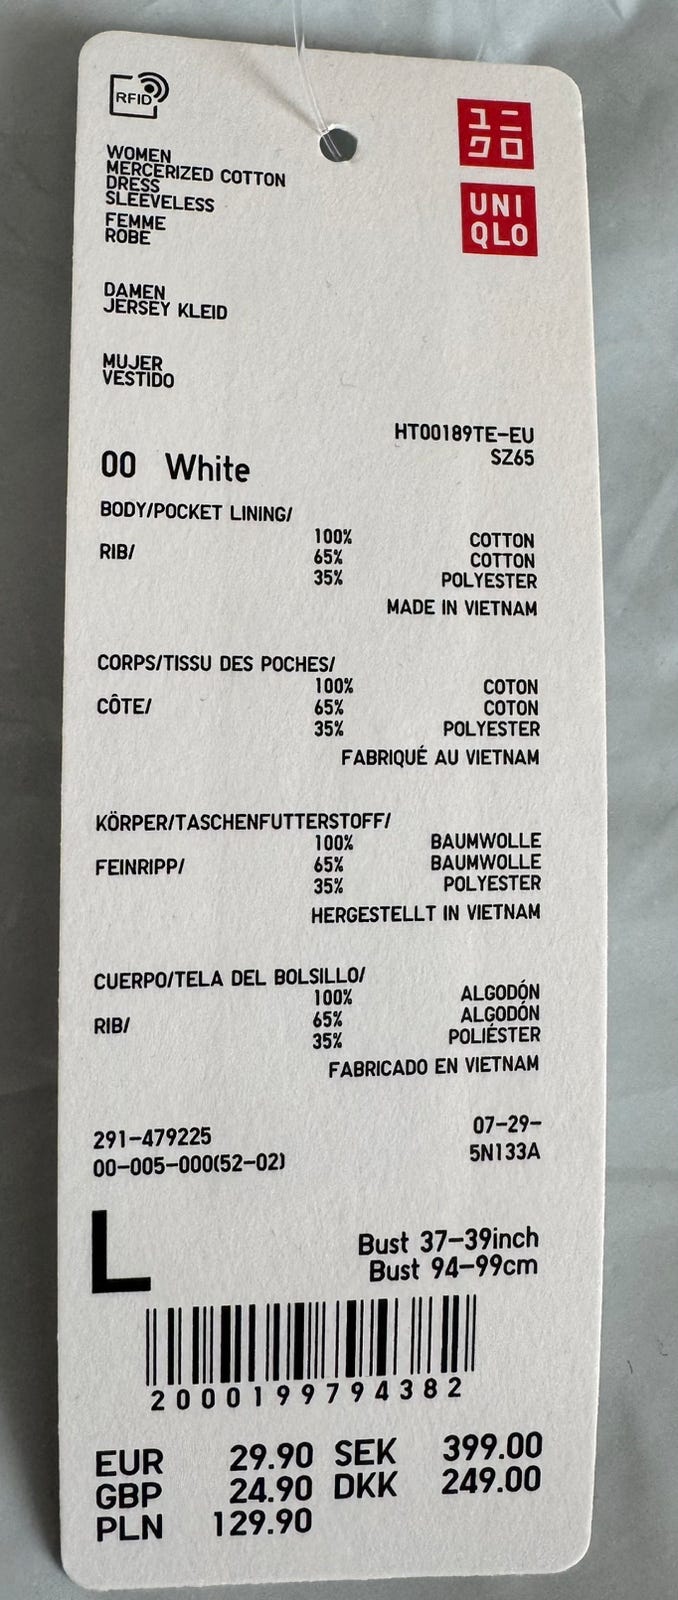 RFID
ユニ
クロ
UNI
QLO
WOMEN
MERCERIZED COTTON
DRESS
SLEEVELESS
FEMME
ROBE
DAMEN
JERSEY KLEID
MUJER
VESTIDO
HT00189TE-EU
SZ65
00 White
BODY/POCKET LINING/
100% COTTON
RIB/ 65% COTTON
35% POLYESTER
MADE IN VIETNAM
CORPS/TISSU DES POCHES/
100% COTON
CÔTE/ 65% COTON
35% POLYESTER
FABRIQUÉ AU VIETNAM
KÖRPER/TASCHENFUTTERSTOFF/
100% BAUMWOLLE
FEINRIPP/ 65% BAUMWOLLE
35% POLYESTER
HERGESTELLT IN VIETNAM
CUERPO/TELA DEL BOLSILLO/
100% ALGODÓN
RIB/ 65% ALGODÓN
35% POLIÉSTER
FABRICADO EN VIETNAM
291-479225 07-29-
00-005-000(52-02) 5N133A
L
Bust 37-39inch
Bust 94-99cm
2000199794382
EUR 29.90 SEK 399.00
GBP 24.90 DKK 249.00
PLN 129.90